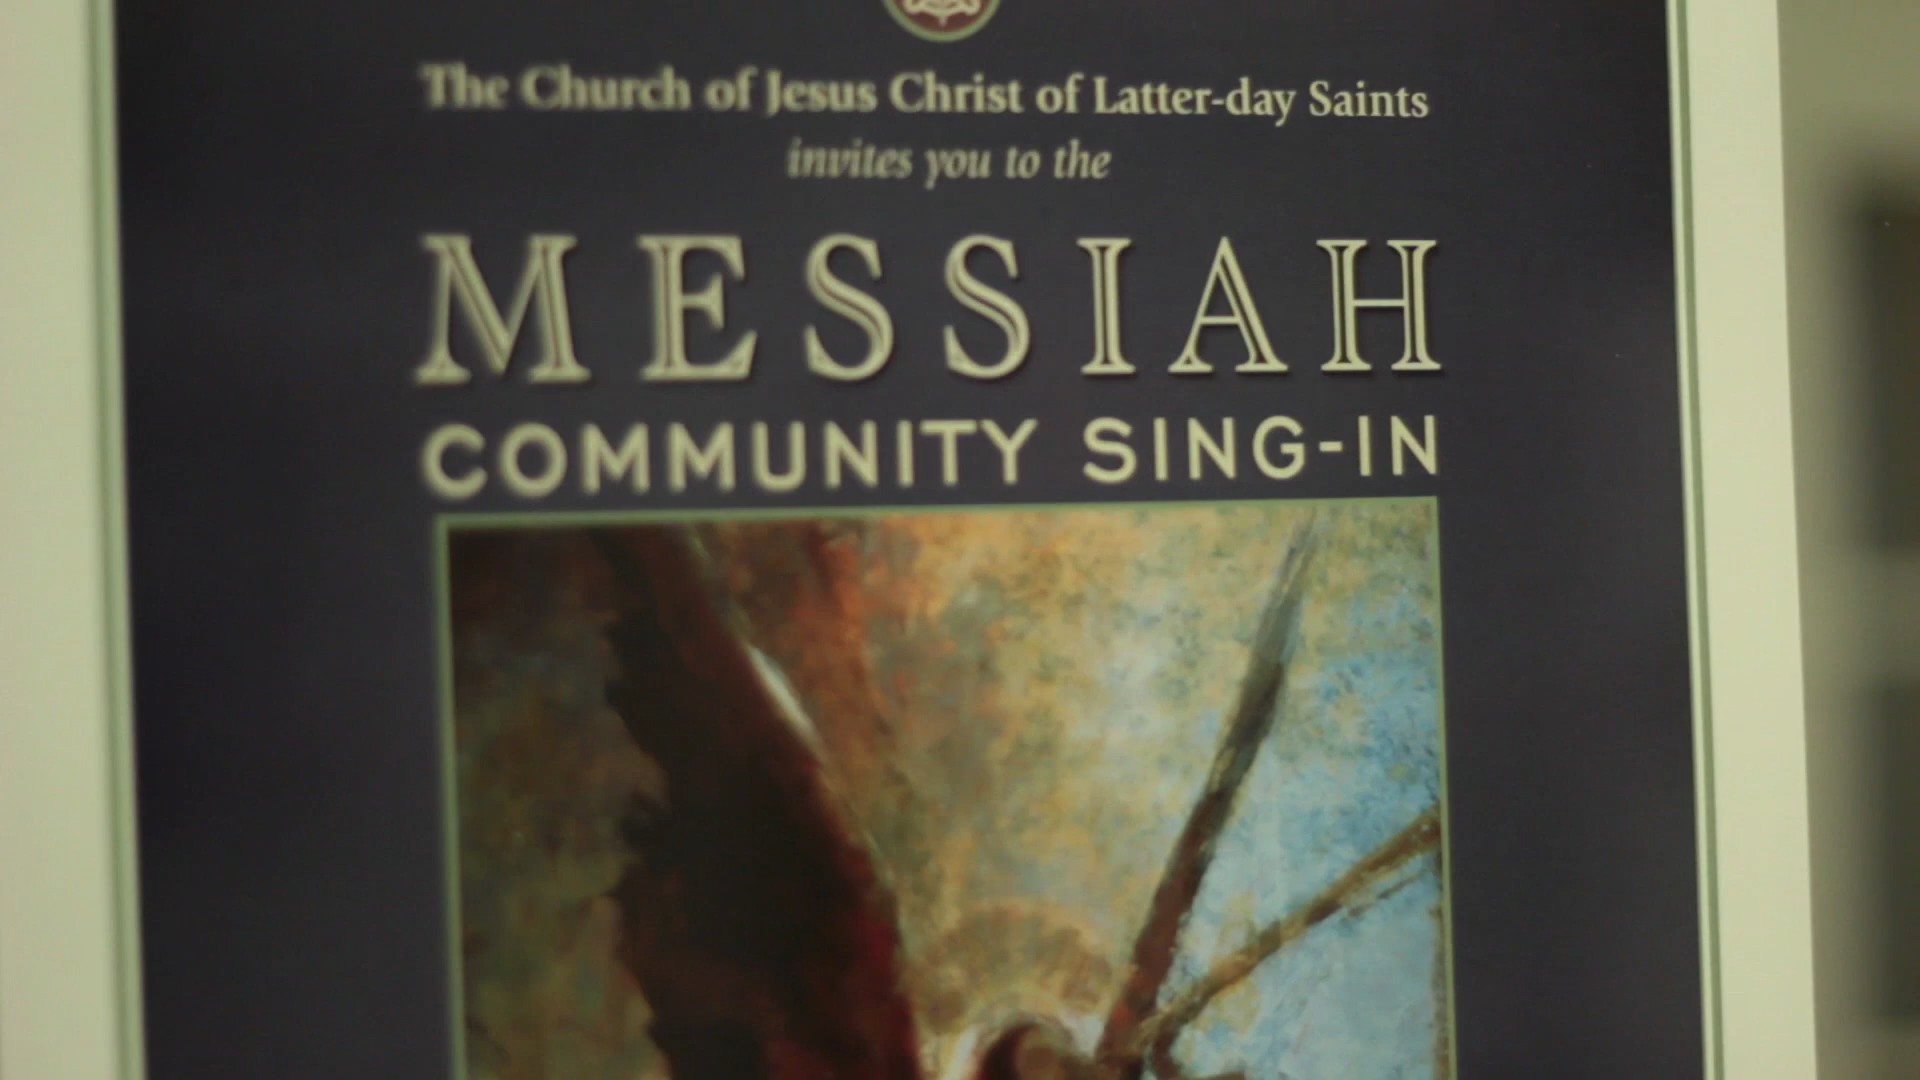 The Church of Jesus Christ of Latter-day Saints
invites you to the
MESSIAH
COMMUNITY SING-IN